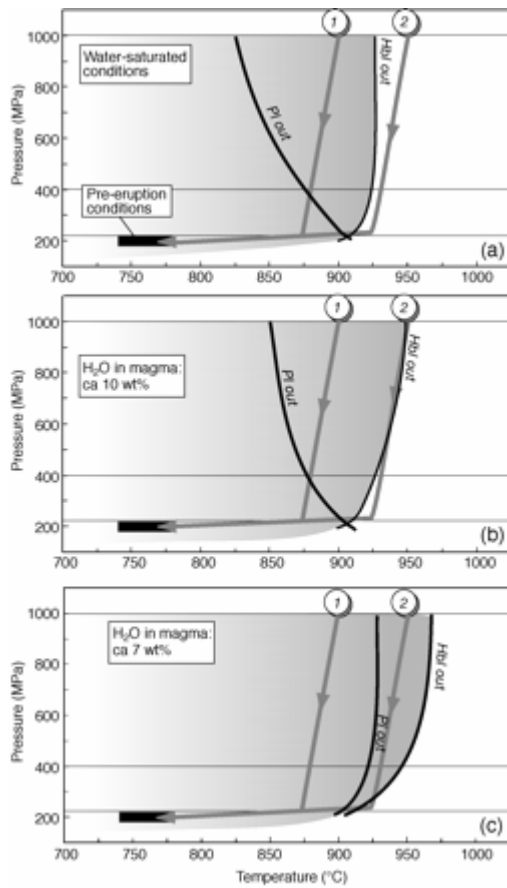 1
2
1000
800
600
400
200
Pressure (MPa)
Water-saturated
conditions
Pre-eruption
conditions
Pl out
Hbl out
(a)
700
750
800
850
900
950
1000
1
2
1000
800
600
400
200
Pressure (MPa)
H₂O in magma:
ca 10 wt%
Pl out
Hbl out
(b)
700
750
800
850
900
950
1000
1
2
1000
800
600
400
200
Pressure (MPa)
H₂O in magma:
ca 7 wt%
Pl out
Hbl out
(c)
700
750
800
850
900
950
1000
Temperature (°C)